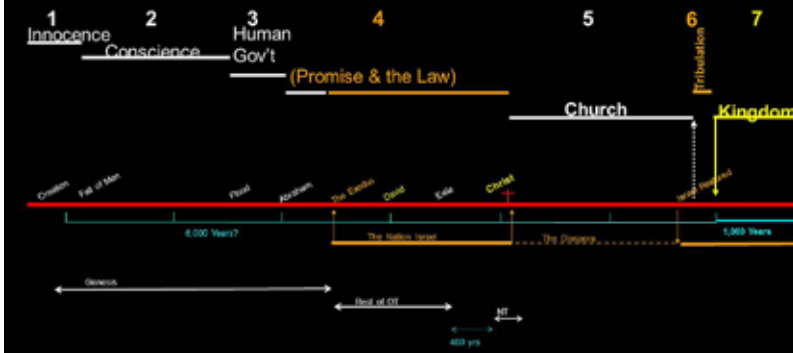 1 2 3 4 5 6 7
Innocence
Conscience
Human
Gov't
(Promise & the Law)
Church
Tribulation
Kingdom
Creation
Fall of Man
Flood
Abraham
The Exodus
David
Exile
Christ
Israel Restored
6,000 Years?
1,000 Years
The Nation Israel
The Diaspora
Genesis
Rest of OT
NT
400 yrs